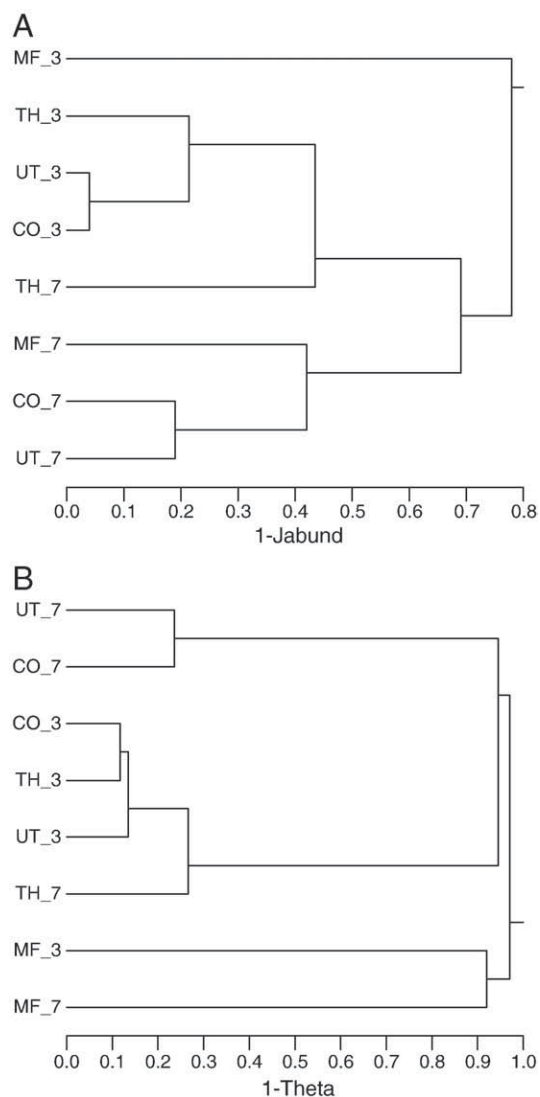 A
MF_3
TH_3
UT_3
CO_3
TH_7
MF_7
CO_7
UT_7
0.0 0.1 0.2 0.3 0.4 0.5 0.6 0.7 0.8
1-Jabund
B
UT_7
CO_7
CO_3
TH_3
UT_3
TH_7
MF_3
MF_7
0.0 0.1 0.2 0.3 0.4 0.5 0.6 0.7 0.8 0.9 1.0
1-Theta